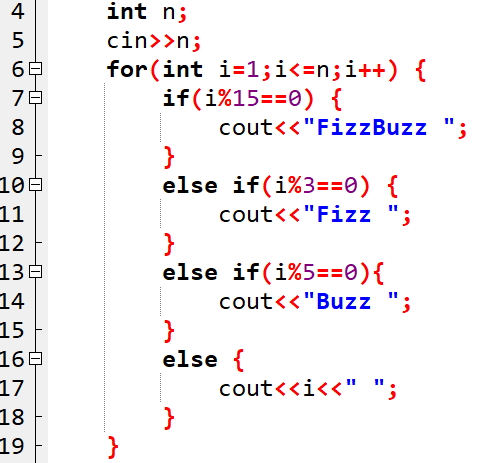 4 int n;
5 cin>>n;
6 for(int i=1;i<=n;i++) {
7 if(i%15==0) {
8 cout<<"FizzBuzz ";
9 }
10 else if(i%3==0) {
11 cout<<"Fizz ";
12 }
13 else if(i%5==0){
14 cout<<"Buzz ";
15 }
16 else {
17 cout<<i<<" ";
18 }
19 }